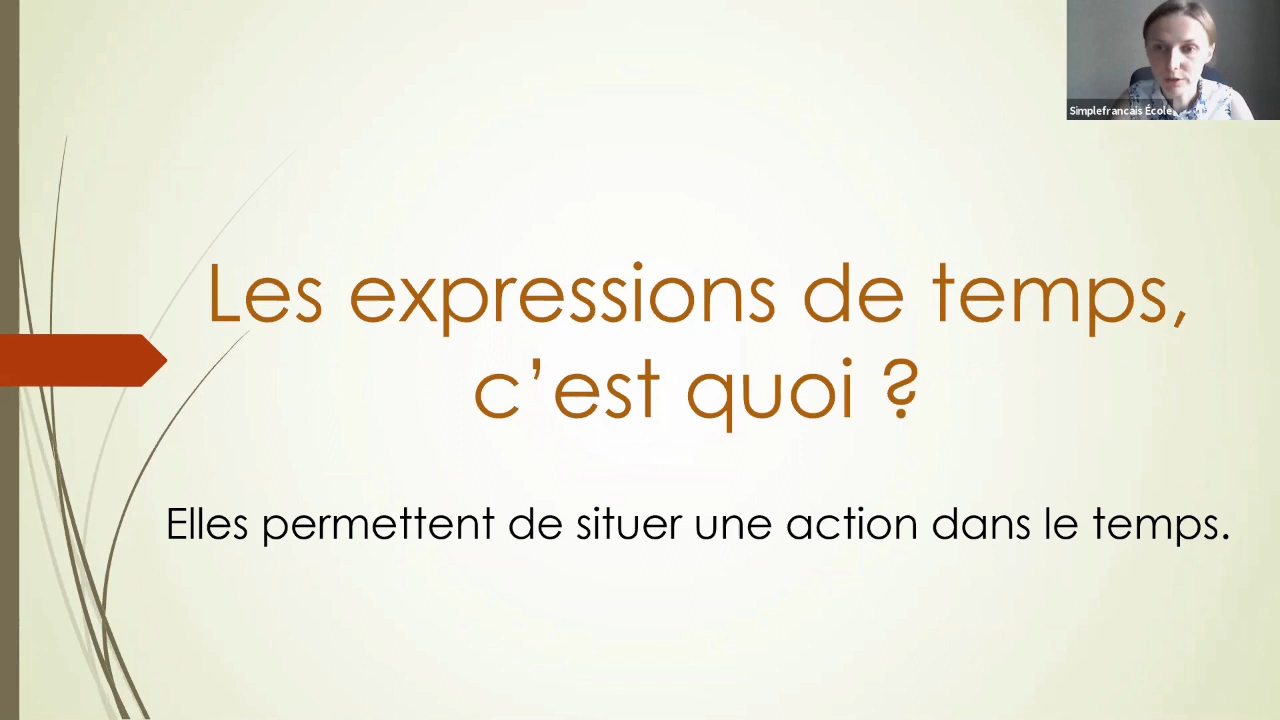 Simplefrancais École
Les expressions de temps,
c’est quoi ?
Elles permettent de situer une action dans le temps.